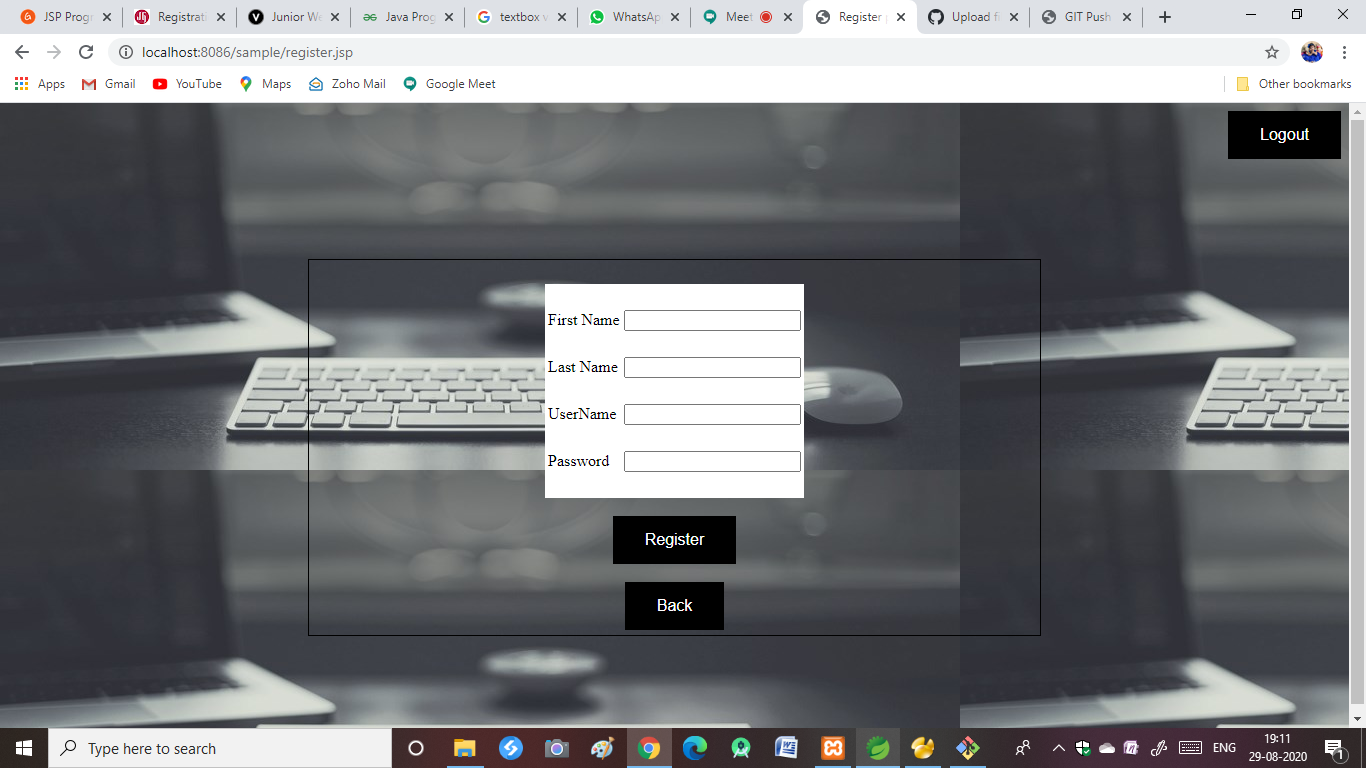 JSP Prog
Registrati
Junior We
Java Prog
textbox v
WhatsAp
Meet
Register p
Upload fi
GIT Push
localhost:8086/sample/register.jsp
Apps
Gmail
YouTube
Maps
Zoho Mail
Google Meet
Other bookmarks
Logout
First Name
Last Name
UserName
Password
Register
Back
Type here to search
ENG
19:11
29-08-2020
1